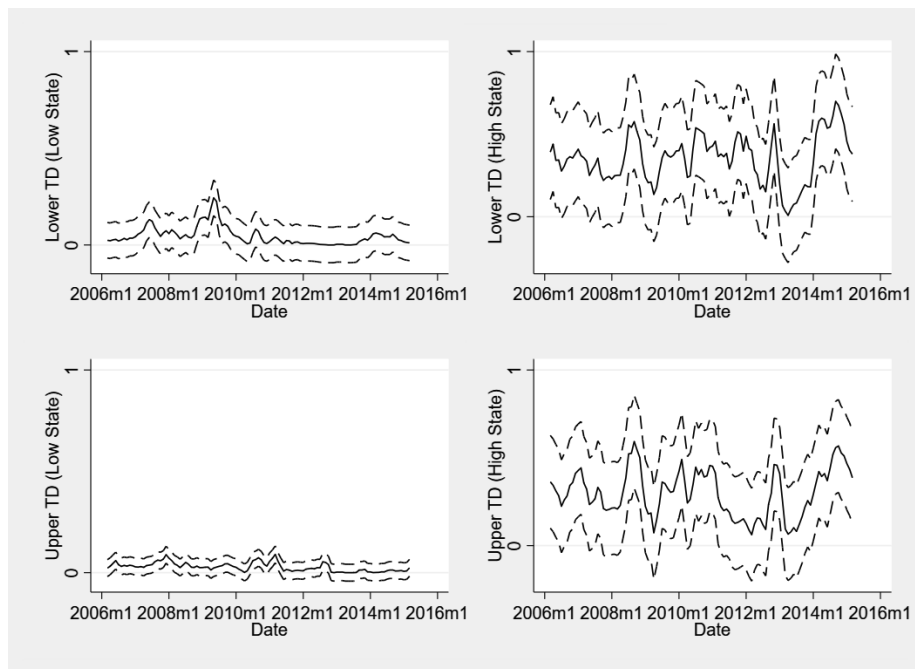 Lower TD (Low State)
1
0
2006m1 2008m1 2010m1 2012m1 2014m1 2016m1
Date
Lower TD (High State)
1
0
2006m1 2008m1 2010m1 2012m1 2014m1 2016m1
Date
Upper TD (Low State)
1
0
2006m1 2008m1 2010m1 2012m1 2014m1 2016m1
Date
Upper TD (High State)
1
0
2006m1 2008m1 2010m1 2012m1 2014m1 2016m1
Date